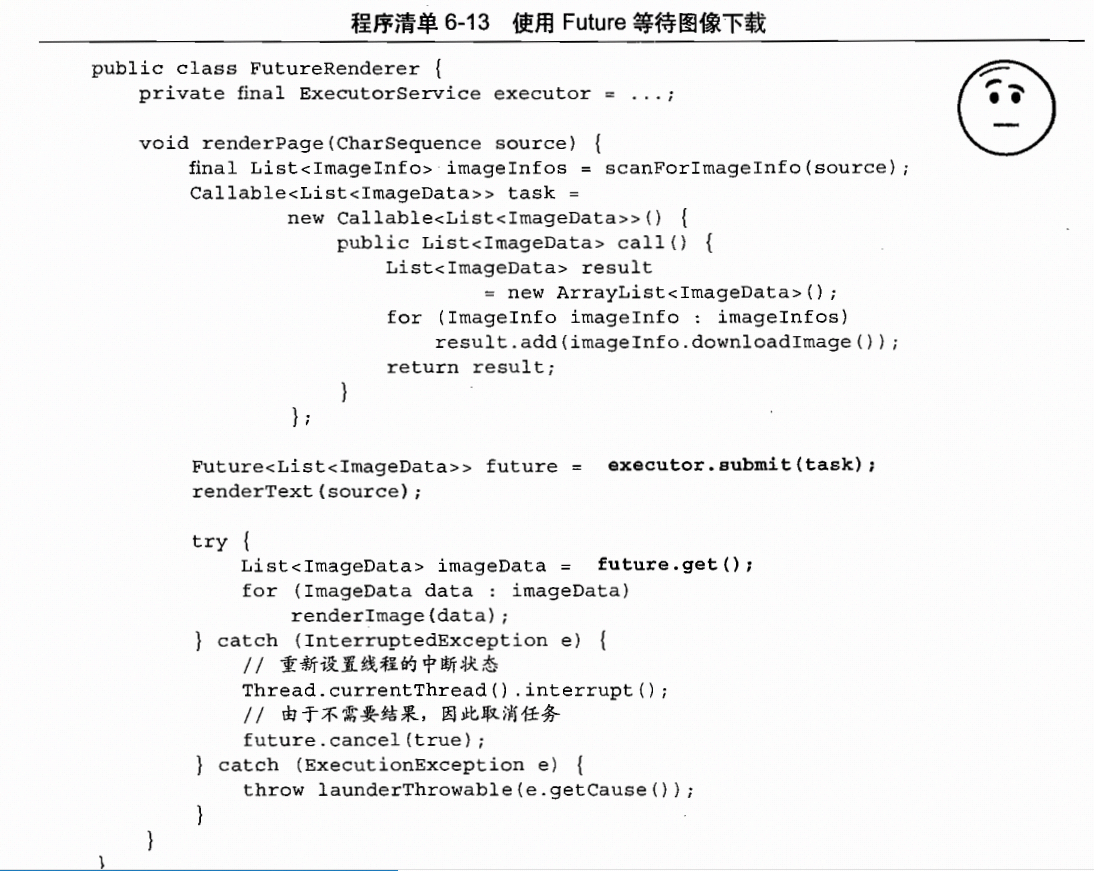 程序清单 6-13 使用 Future 等待图像下载
public class FutureRenderer {
    private final ExecutorService executor = ...;

    void renderPage(CharSequence source) {
        final List<ImageInfo> imageInfos = scanForImageInfo(source);
        Callable<List<ImageData>> task =
                new Callable<List<ImageData>>() {
                    public List<ImageData> call() {
                        List<ImageData> result
                                = new ArrayList<ImageData>();
                        for (ImageInfo imageInfo : imageInfos)
                            result.add(imageInfo.downloadImage());
                        return result;
                    }
                };

        Future<List<ImageData>> future = executor.submit(task);
        renderText(source);

        try {
            List<ImageData> imageData = future.get();
            for (ImageData data : imageData)
                renderImage(data);
        } catch (InterruptedException e) {
            // 重新设置线程的中断状态
            Thread.currentThread().interrupt();
            // 由于不需要结果，因此取消任务
            future.cancel(true);
        } catch (ExecutionException e) {
            throw launderThrowable(e.getCause());
        }
    }
}